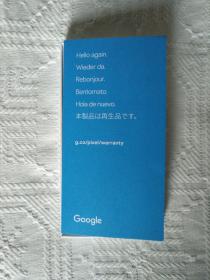 Hello again.
Wieder da.
Rebonjour.
Bentornato.
Hola de nuevo.
本製品は再生品です。
g.co/pixel/warranty
Google